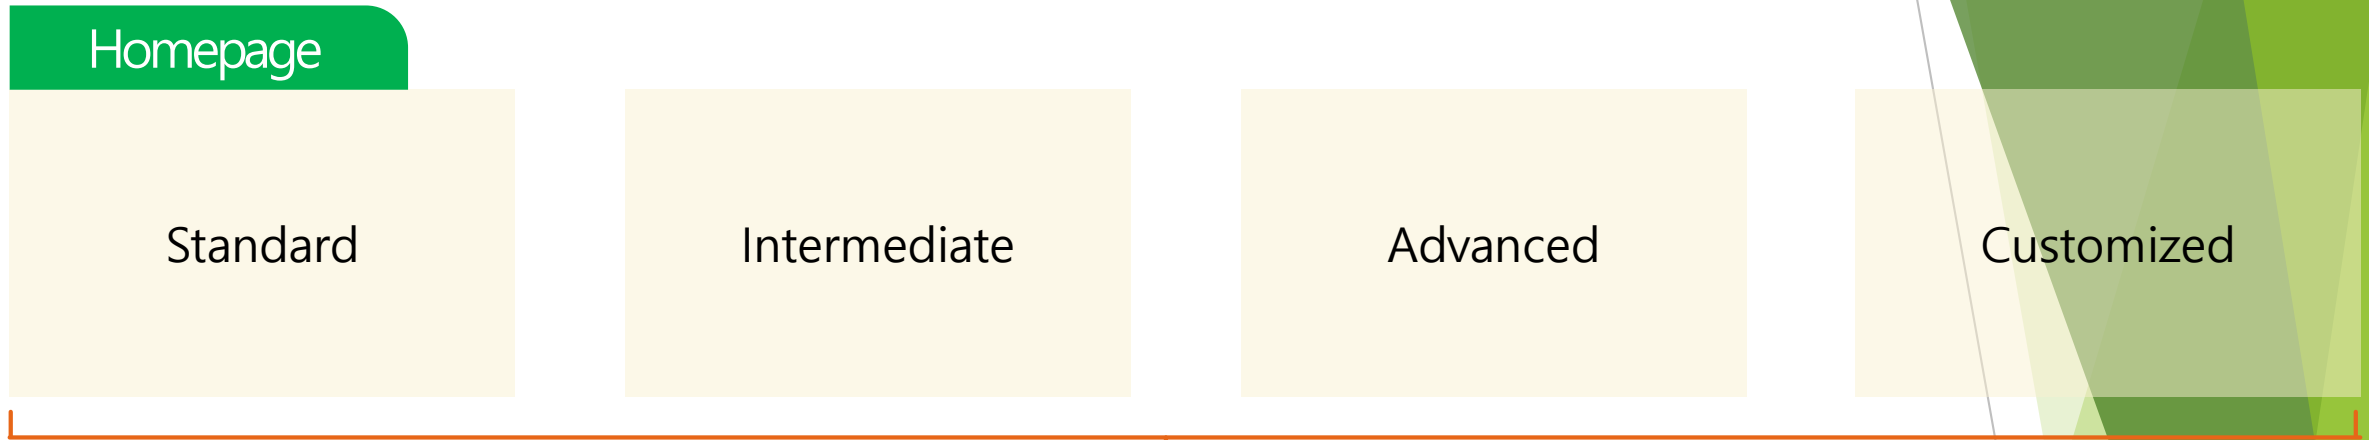 Homepage
Standard
Intermediate
Advanced
Customized